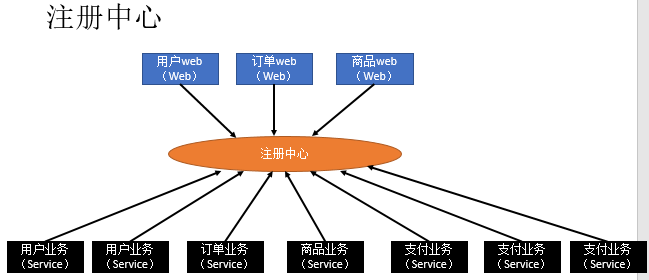 注册中心
用户web
（Web）
订单web
（Web）
商品web
（Web）
注册中心
用户业务
（Service）
用户业务
（Service）
订单业务
（Service）
商品业务
（Service）
支付业务
（Service）
支付业务
（Service）
支付业务
（Service）